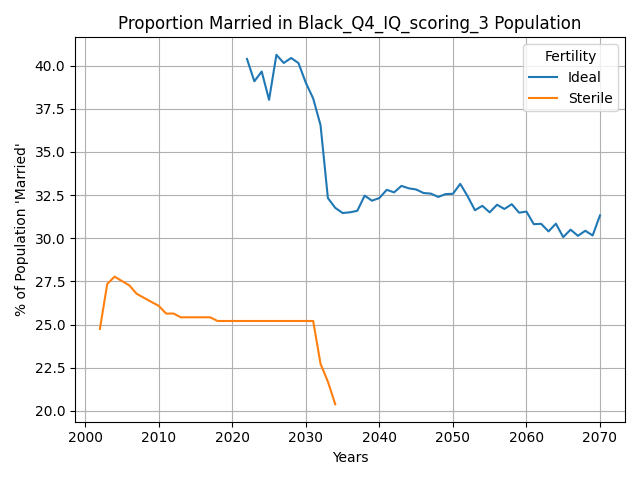 Proportion Married in Black_Q4_IQ_scoring_3 Population
Fertility
Ideal
Sterile
% of Population 'Married'
40.0
37.5
35.0
32.5
30.0
27.5
25.0
22.5
20.0
2000 2010 2020 2030 2040 2050 2060 2070
Years